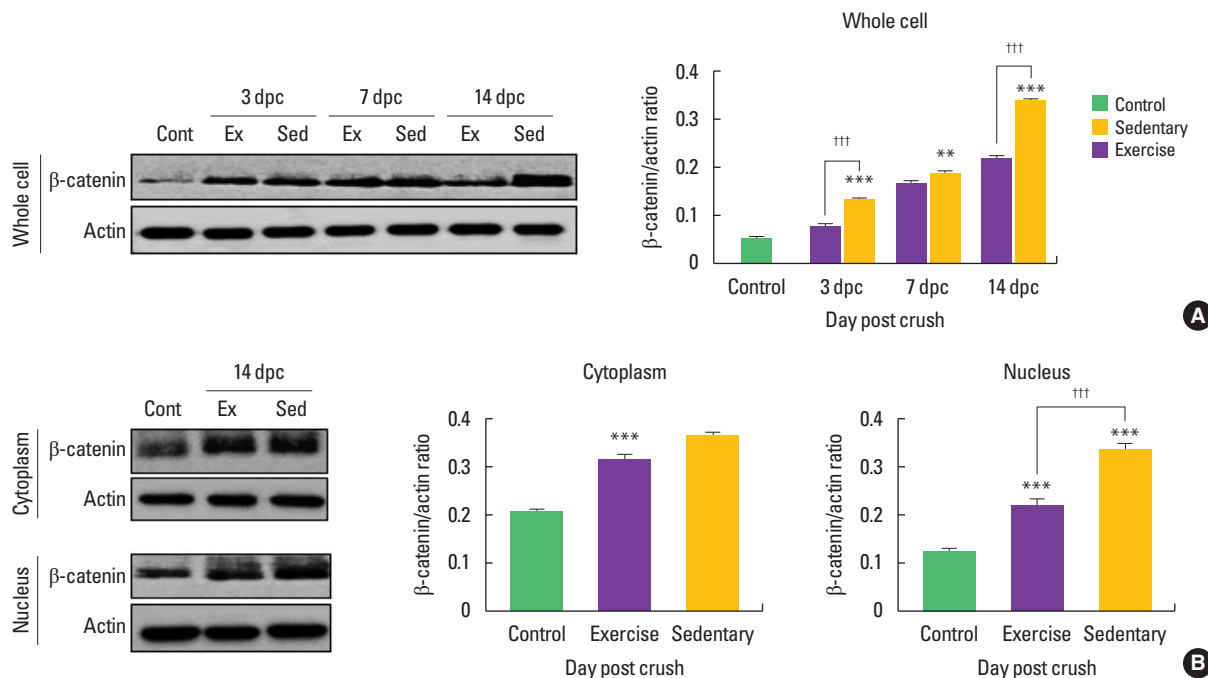 3 dpc 7 dpc 14 dpc
Cont Ex Sed Ex Sed Ex Sed
Whole cell
β-catenin
Actin
Whole cell
β-catenin/actin ratio
0.4
0.3
0.2
0.1
0
†††
***
**
†††
***
Control 3 dpc 7 dpc 14 dpc
Day post crush
Control
Sedentary
Exercise
A
14 dpc
Cont Ex Sed
Cytoplasm
β-catenin
Actin
Nucleus
β-catenin
Actin
Cytoplasm
β-catenin/actin ratio
0.4
0.3
0.2
0.1
0
***
Control Exercise Sedentary
Day post crush
Nucleus
β-catenin/actin ratio
0.4
0.3
0.2
0.1
0
†††
***
***
Control Exercise Sedentary
Day post crush
B